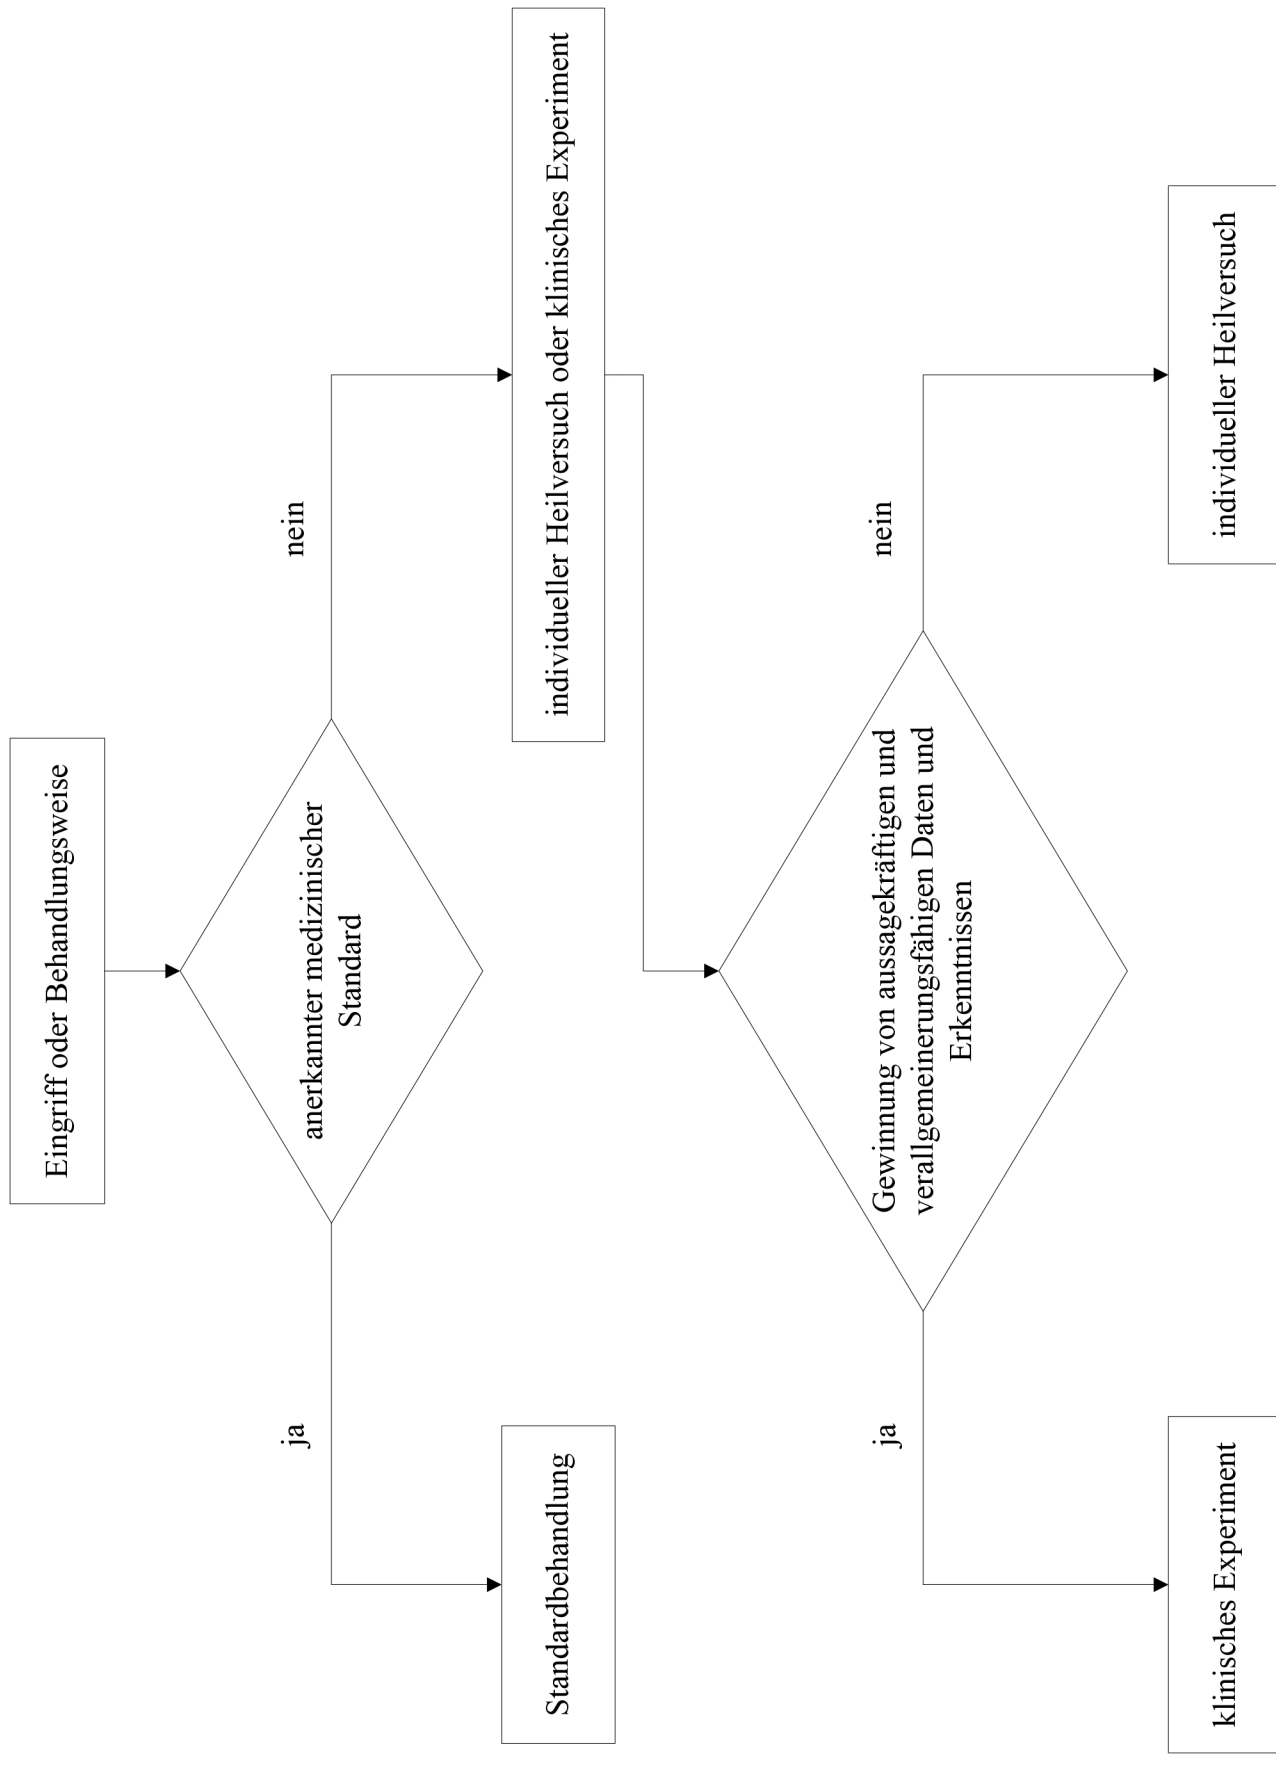 Eingriff oder Behandlungsweise
anerkannter medizinischer
Standard
ja
nein
Standardbehandlung
individueller Heilversuch oder klinisches Experiment
Gewinnung von aussagekräftigen und
verallgemeinerungsfähigen Daten und
Erkenntnissen
ja
nein
klinisches Experiment
individueller Heilversuch